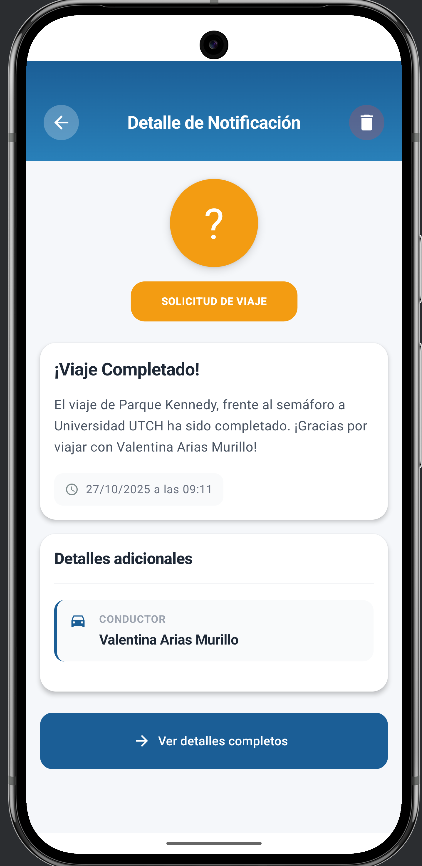 Detalle de Notificación
?
SOLICITUD DE VIAJE
¡Viaje Completado!
El viaje de Parque Kennedy, frente al semáforo a
Universidad UTCH ha sido completado. ¡Gracias por
viajar con Valentina Arias Murillo!
27/10/2025 a las 09:11
Detalles adicionales
CONDUCTOR
Valentina Arias Murillo
Ver detalles completos